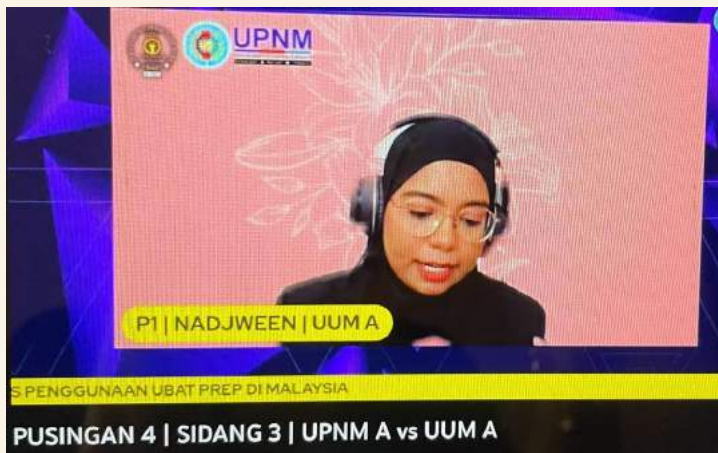 UPNM
P1 | NADJWEEN | UUM A
S PENGGUNAAN UBAT PREP DI MALAYSIA
PUSINGAN 4 | SIDANG 3 | UPNM A vs UUM A